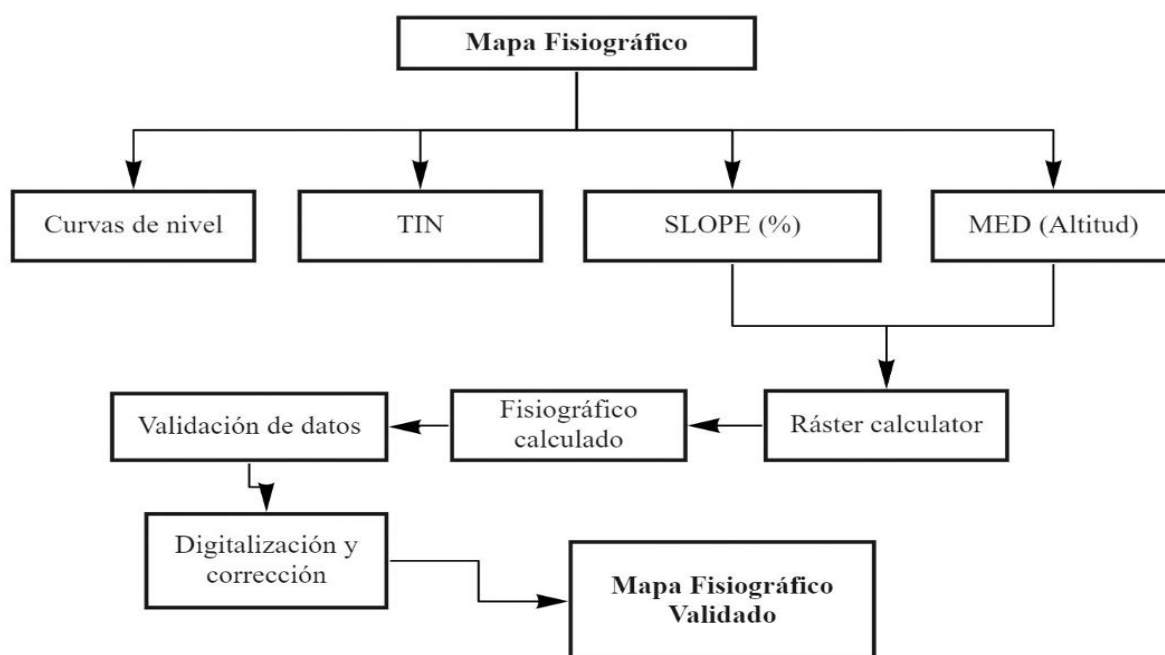 Mapa Fisiográfico
Curvas de nivel
TIN
SLOPE (%)
MED (Altitud)
Validación de datos
Fisiográfico
calculado
Ráster calculator
Digitalización y
corrección
Mapa Fisiográfico
Validado